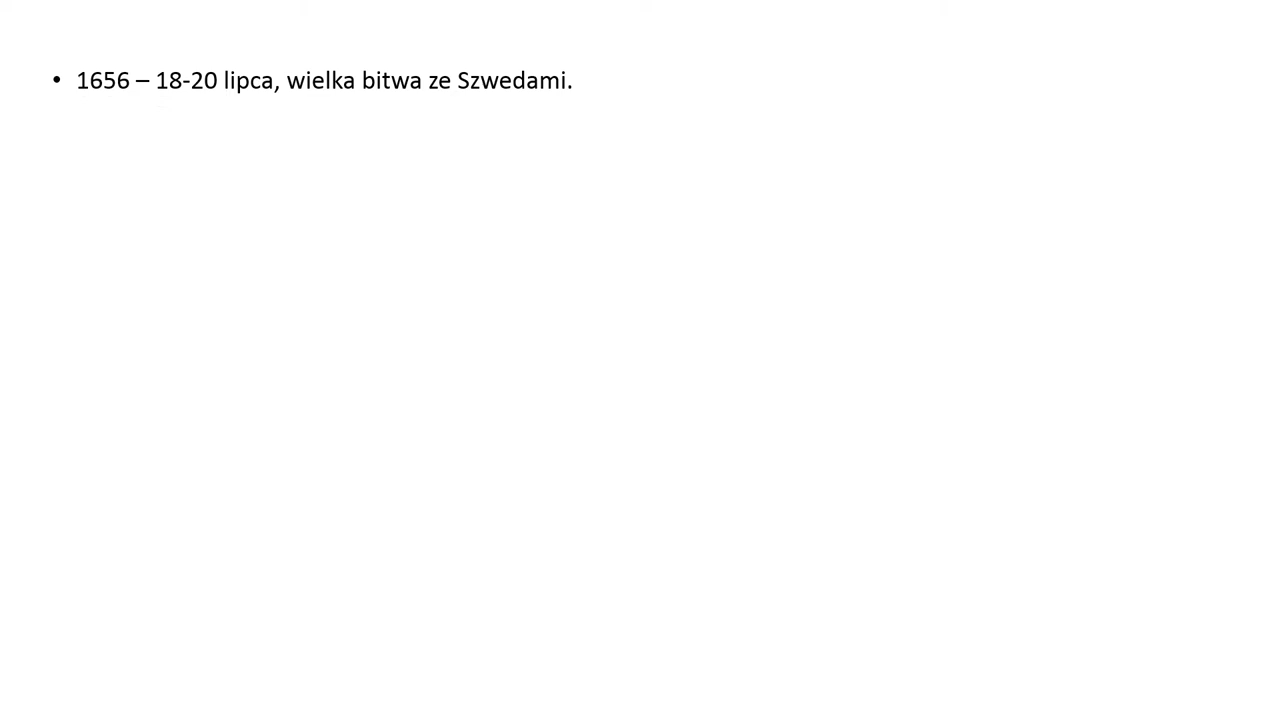 • 1656 – 18-20 lipca, wielka bitwa ze Szwedami.